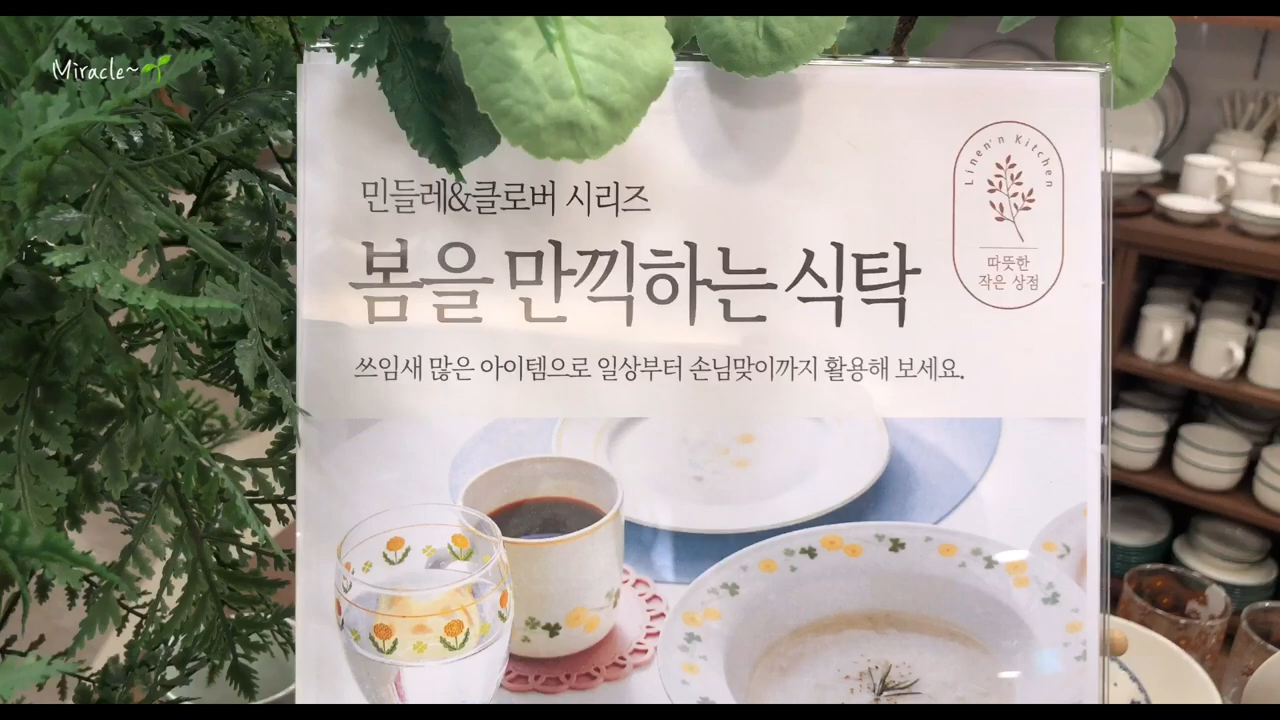 Miracle~
Linen'n Kitchen
따뜻한
작은 상점
민들레&클로버 시리즈
봄을 만끽하는 식탁
쓰임새 많은 아이템으로 일상부터 손님맞이까지 활용해 보세요.